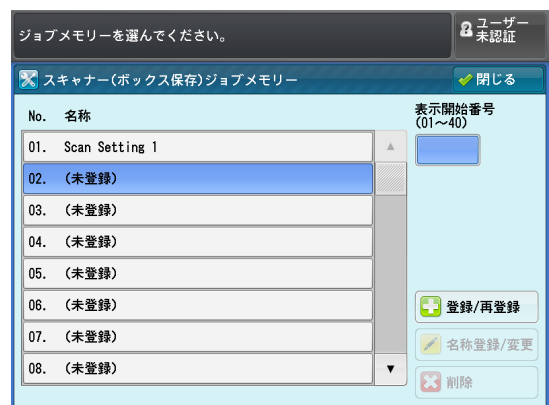 ジョブメモリーを選んでください。
ユーザー
未認証
スキャナー(ボックス保存)ジョブメモリー
閉じる
No. 名称
表示開始番号
(01～40)
01. Scan Setting 1
02. (未登録)
03. (未登録)
04. (未登録)
05. (未登録)
06. (未登録)
登録/再登録
07. (未登録)
名称登録/変更
08. (未登録)
削除